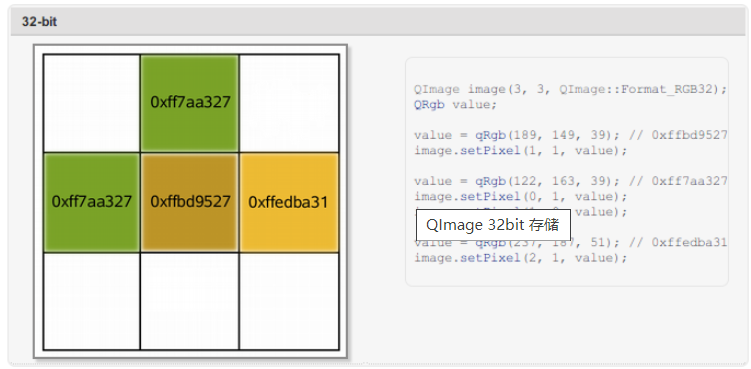 32-bit
0xff7aa327
0xff7aa327
0xffbd9527
0xffedba31
QImage image(3, 3, QImage::Format_RGB32);
QRgb value;
value = qRgb(189, 149, 39); // 0xffbd9527
image.setPixel(1, 1, value);
value = qRgb(122, 163, 39); // 0xff7aa327
image.setPixel(0, 1, value);
QImage 32bit 存储
value = qRgb(237, 187, 51); // 0xffedba31
image.setPixel(2, 1, value);